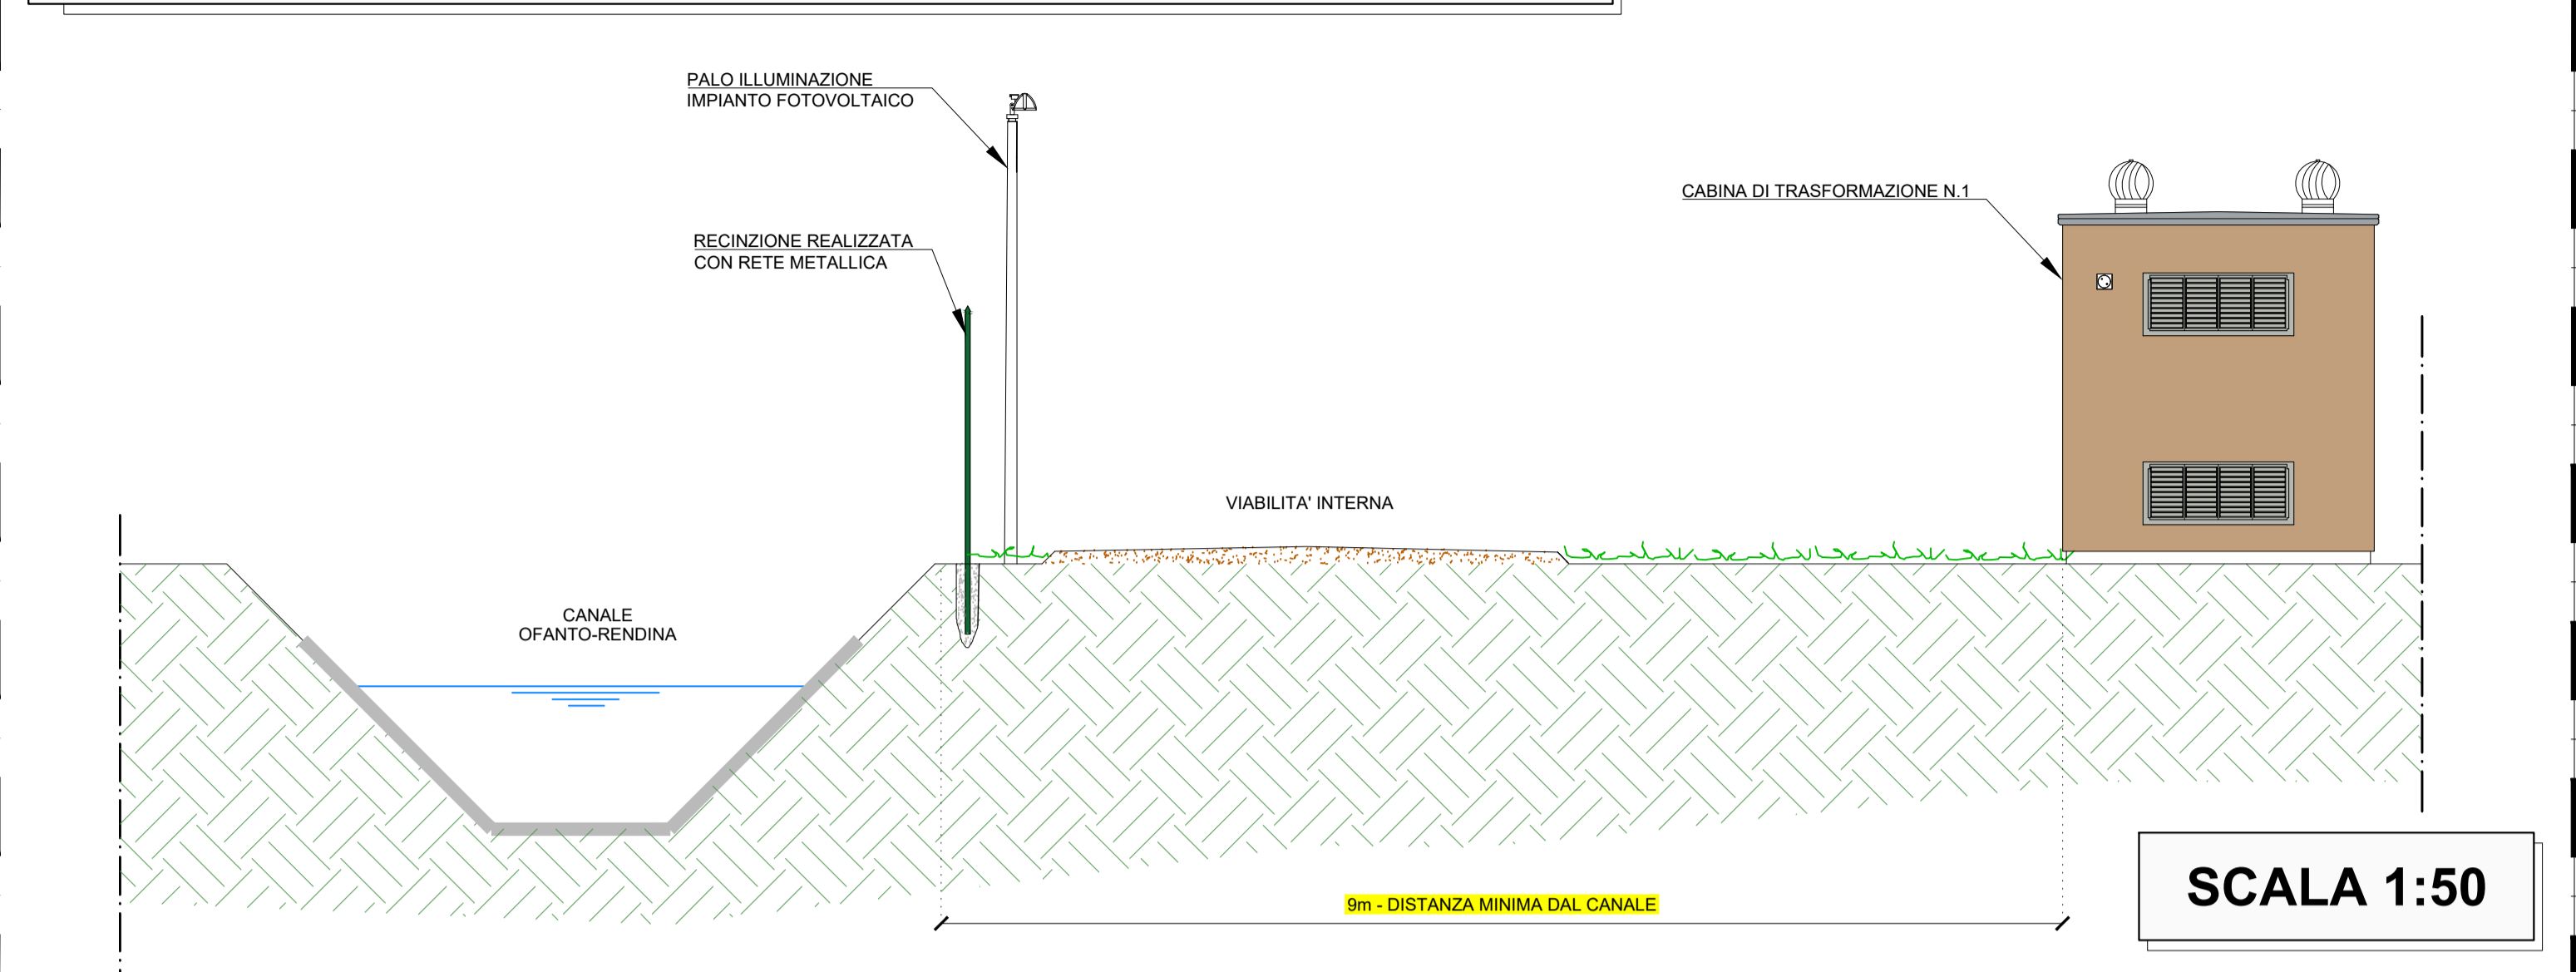 PALO ILLUMINAZIONE
IMPIANTO FOTOVOLTAICO
CABINA DI TRASFORMAZIONE N.1
RECINZIONE REALIZZATA
CON RETE METALLICA
VIABILITA' INTERNA
CANALE
OFANTO-RENDINA
SCALA 1:50
9m - DISTANZA MINIMA DAL CANALE